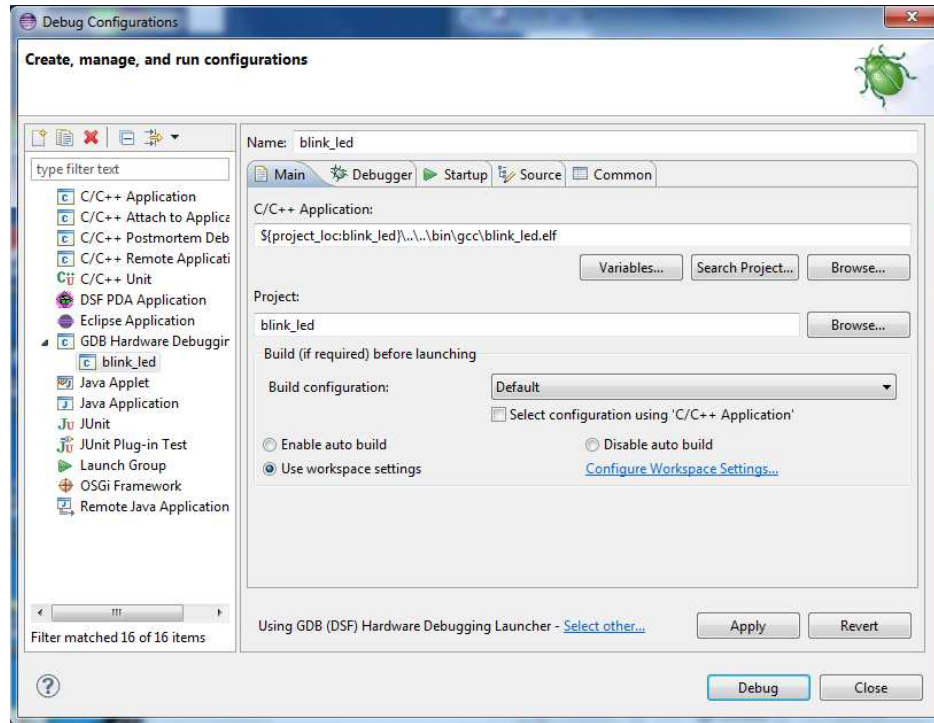 Debug Configurations
Create, manage, and run configurations
type filter text
C/C++ Application
C/C++ Attach to Applica
C/C++ Postmortem Deb
C/C++ Remote Applicati
C/C++ Unit
DSF PDA Application
Eclipse Application
GDB Hardware Debuggin
blink_led
Java Applet
Java Application
JUnit
JUnit Plug-in Test
Launch Group
OSGi Framework
Remote Java Application
Filter matched 16 of 16 items
Name: blink_led
Main Debugger Startup Source Common
C/C++ Application:
${project_loc:blink_led}\..\..\bin\gcc\blink_led.elf
Variables... Search Project... Browse...
Project:
blink_led Browse...
Build (if required) before launching
Build configuration: Default
Select configuration using 'C/C++ Application'
Enable auto build Disable auto build
Use workspace settings Configure Workspace Settings...
Using GDB (DSF) Hardware Debugging Launcher - Select other... Apply Revert
Debug Close